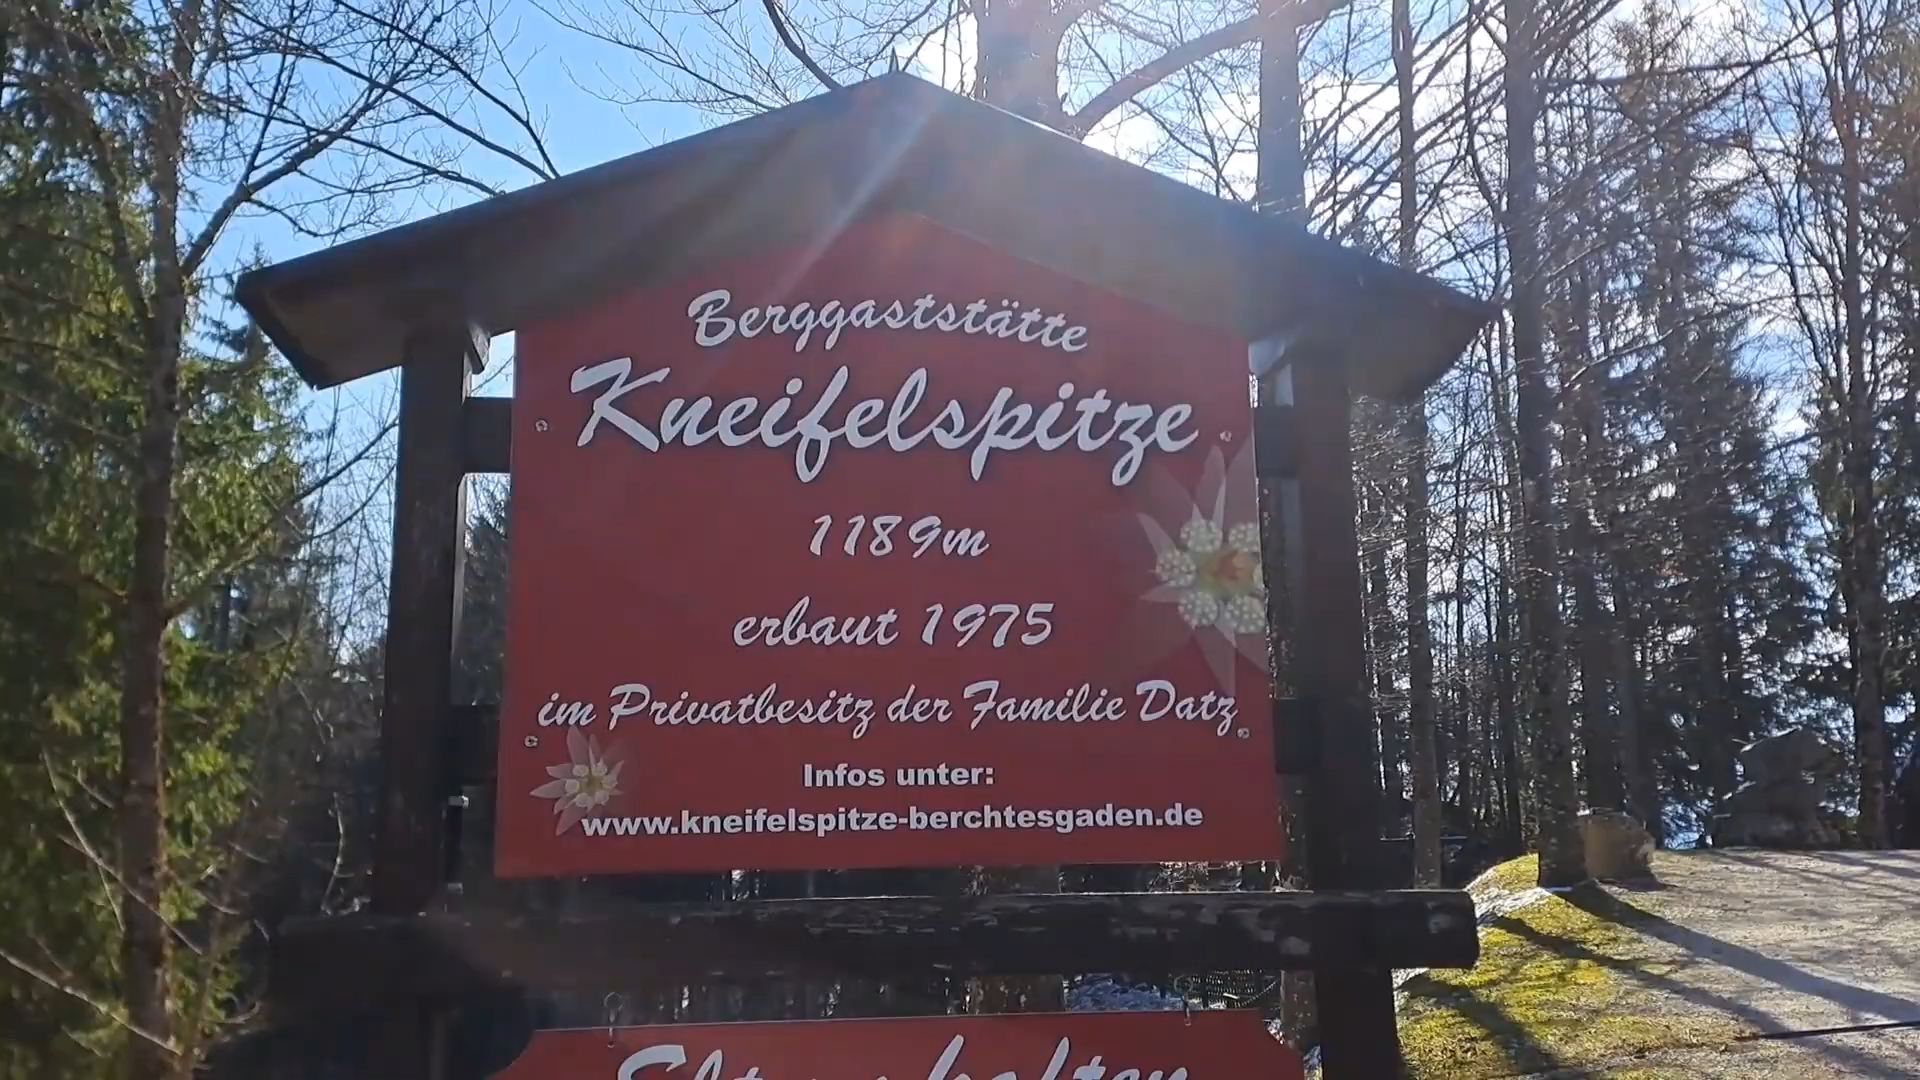 Berggaststätte
Kneifelspitze
1189m
erbaut 1975
im Privatbesitz der Familie Datz
Infos unter:
www.kneifelspitze-berchtesgaden.de